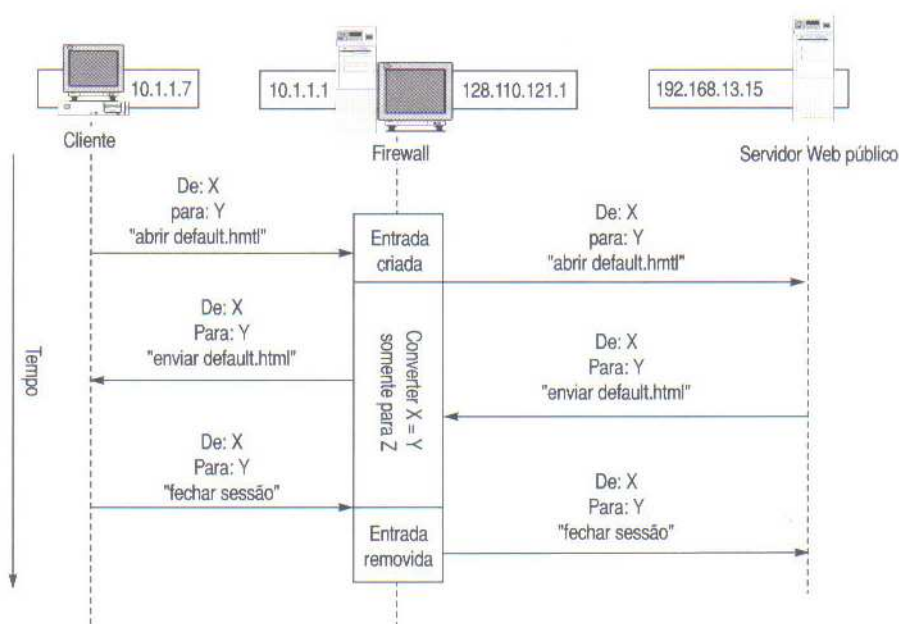 10.1.1.7
10.1.1.1
128.110.121.1
192.168.13.15
Cliente
Firewall
Servidor Web público
Tempo
De: X
para: Y
"abrir default.hmtl"
Entrada
criada
De: X
para: Y
"abrir default.hmtl"
De: X
Para: Y
"enviar default.html"
Converter X = Y
somente para Z
De: X
Para: Y
"enviar default.html"
De: X
Para: Y
"fechar sessão"
Entrada
removida
De: X
Para: Y
"fechar sessão"